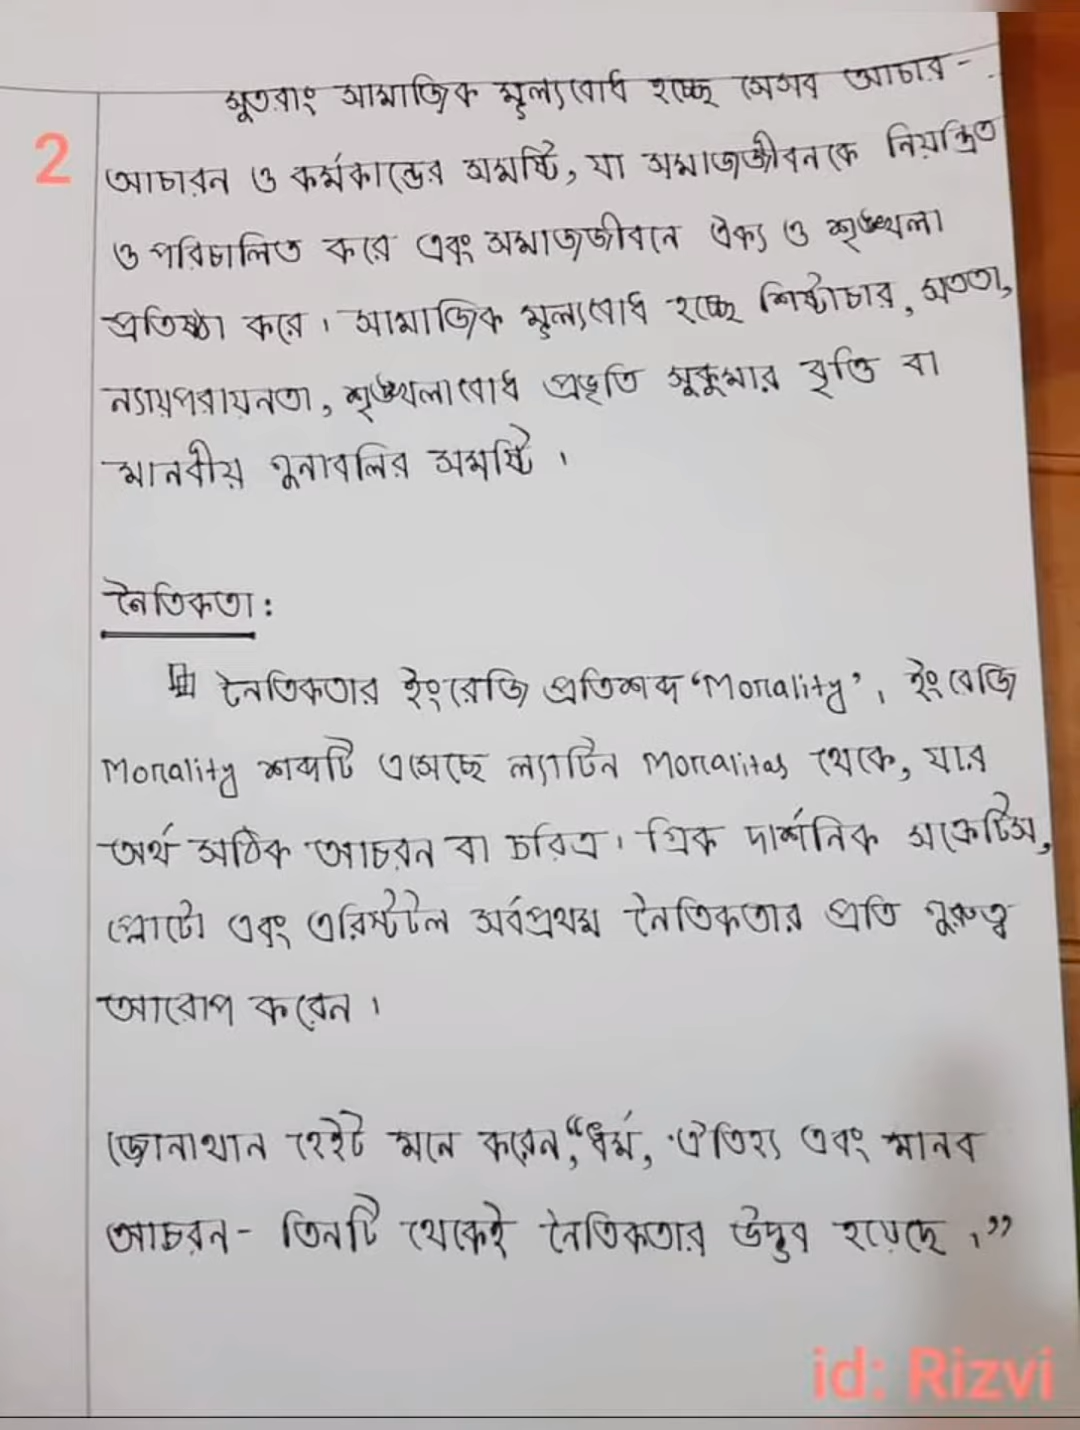 সুতরাং সামাজিক মূল্যবোধ হচ্ছে সেসব আচার-
2
আচারন ও কর্মকান্ডের সমষ্টি, যা সমাজজীবনকে নিয়ন্ত্রিত
ও পরিচালিত করে এবং সমাজজীবনে ঐক্য ও শৃঙ্খলা
প্রতিষ্ঠা করে। সামাজিক মূল্যবোধ হচ্ছে শিষ্টাচার, সততা,
ন্যায়পরায়নতা, শৃঙ্খলাবোধ প্রভৃতি সুকুমার বৃত্তি বা
মানবীয় গুনাবলির সমষ্টি।
নৈতিকতা:
নৈতিকতার ইংরেজি প্রতিশব্দ ‘Morality’। ইংরেজি
Morality শব্দটি এসেছে ল্যাটিন Moralitas থেকে, যার
অর্থ সঠিক আচরন বা চরিত্র। গ্রিক দার্শনিক সক্রেটিস,
প্লেটো এবং এরিস্টটল সর্বপ্রথম নৈতিকতার প্রতি গুরুত্ব
আরোপ করেন।
জোনাথান হেইট মনে করেন,“ধর্ম, ঐতিহ্য এবং মানব
আচরন- তিনটি থেকেই নৈতিকতার উদ্ভব হয়েছে।”
id: Rizvi